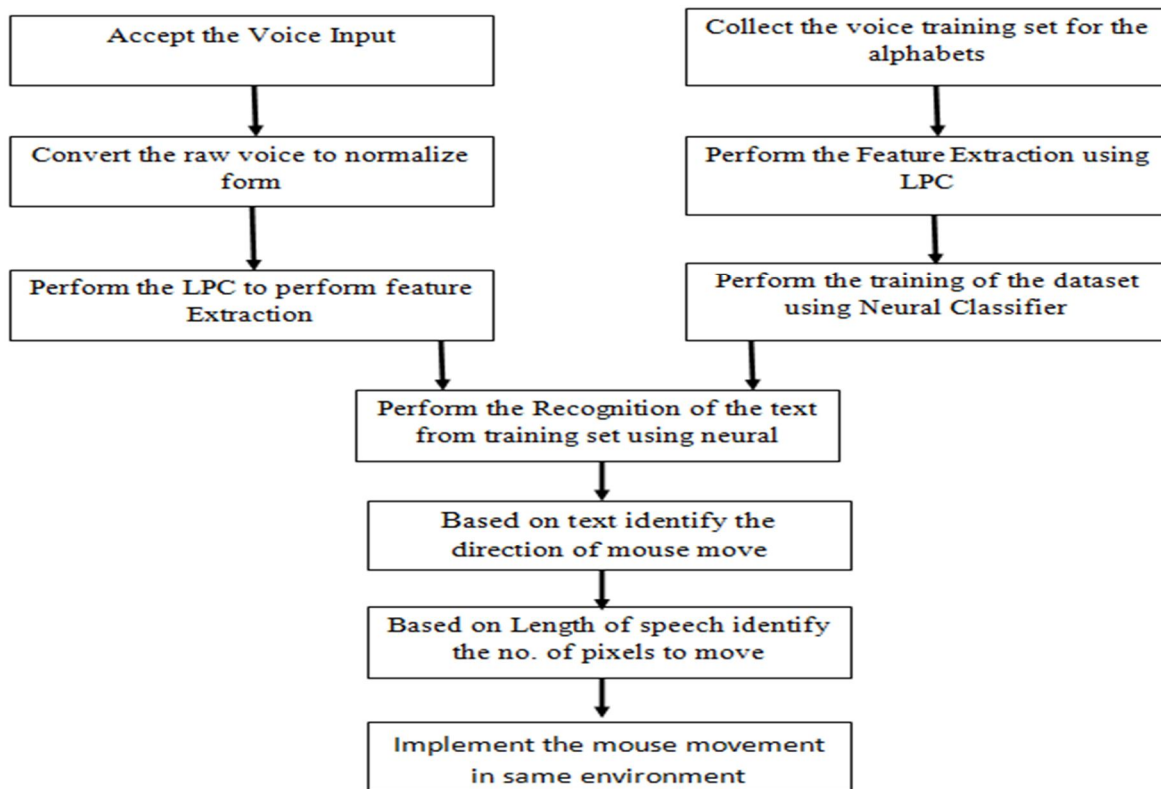 Accept the Voice Input
Collect the voice training set for the
alphabets
Convert the raw voice to normalize
form
Perform the Feature Extraction using
LPC
Perform the LPC to perform feature
Extraction
Perform the training of the dataset
using Neural Classifier
Perform the Recognition of the text
from training set using neural
Based on text identify the
direction of mouse move
Based on Length of speech identify
the no. of pixels to move
Implement the mouse movement
in same environment